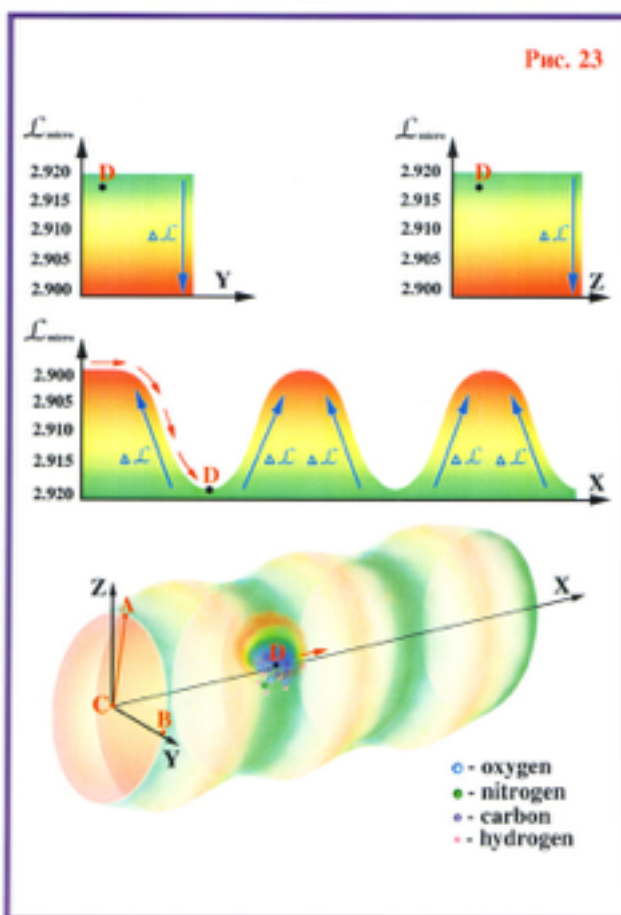 Рис. 23
ℒmicro
2.920
2.915
2.910
2.905
2.900
D
Δℒ
Y
ℒmicro
2.920
2.915
2.910
2.905
2.900
D
Δℒ
Z
ℒmicro
2.900
2.905
2.910
2.915
2.920
Δℒ D Δℒ Δℒ Δℒ Δℒ
X
Z
A
X
D
C
B
Y
- oxygen
- nitrogen
- carbon
- hydrogen